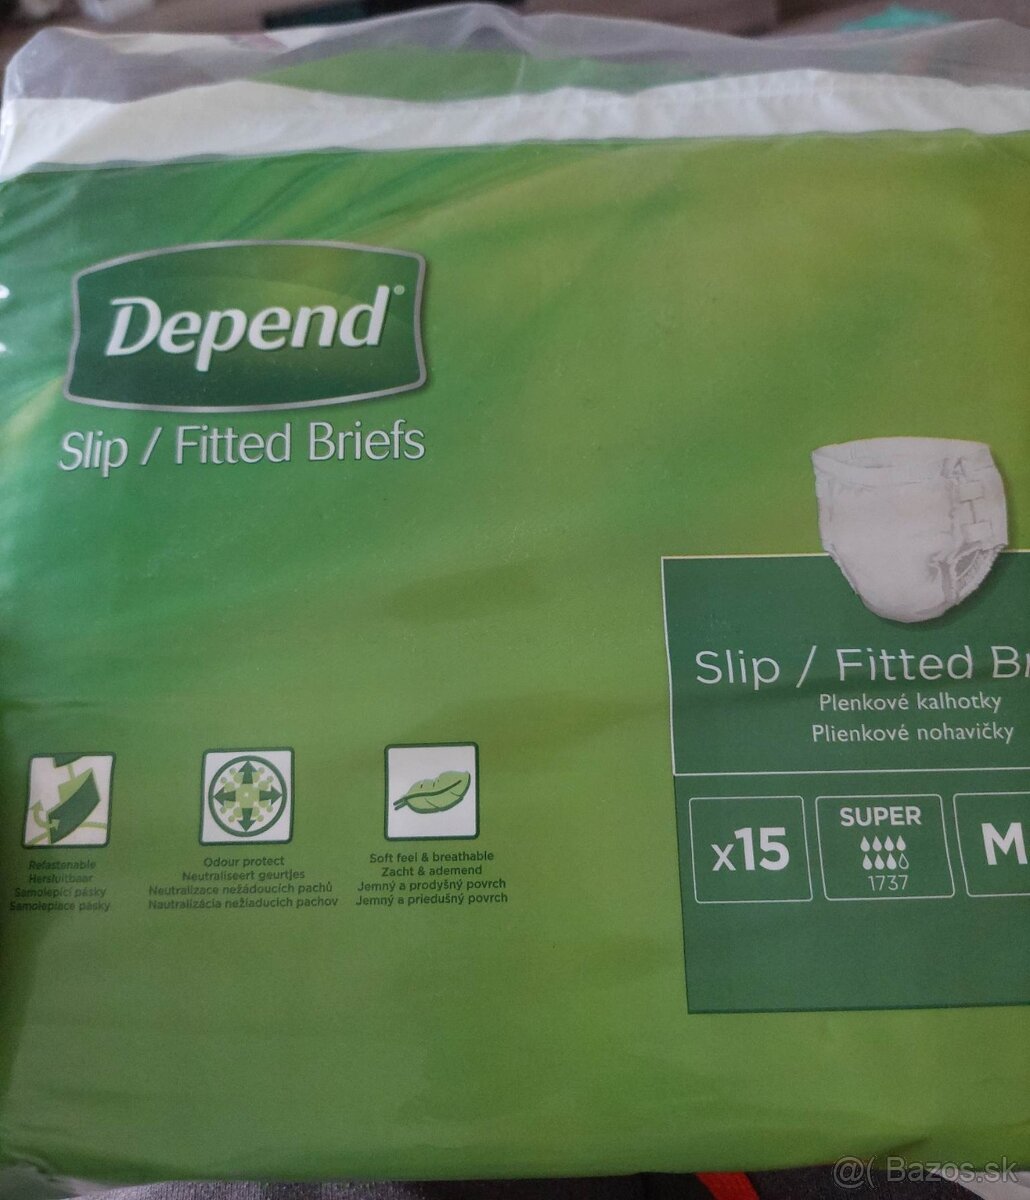 Depend®
Slip / Fitted Briefs
Slip / Fitted Br
Plenkové kalhotky
Plienkové nohavičky
x15
SUPER
1737
M
Refastenable
Hersluitbaar
Samolepicí pásky
Samolepiace pásky
Odour protect
Neutraliseert geurtjes
Neutralizace nežádoucích pachů
Neutralizácia nežiaducich pachov
Soft feel & breathable
Zacht & ademend
Jemný a prodyšný povrch
Jemný a priedušný povrch
@( Bazos.sk